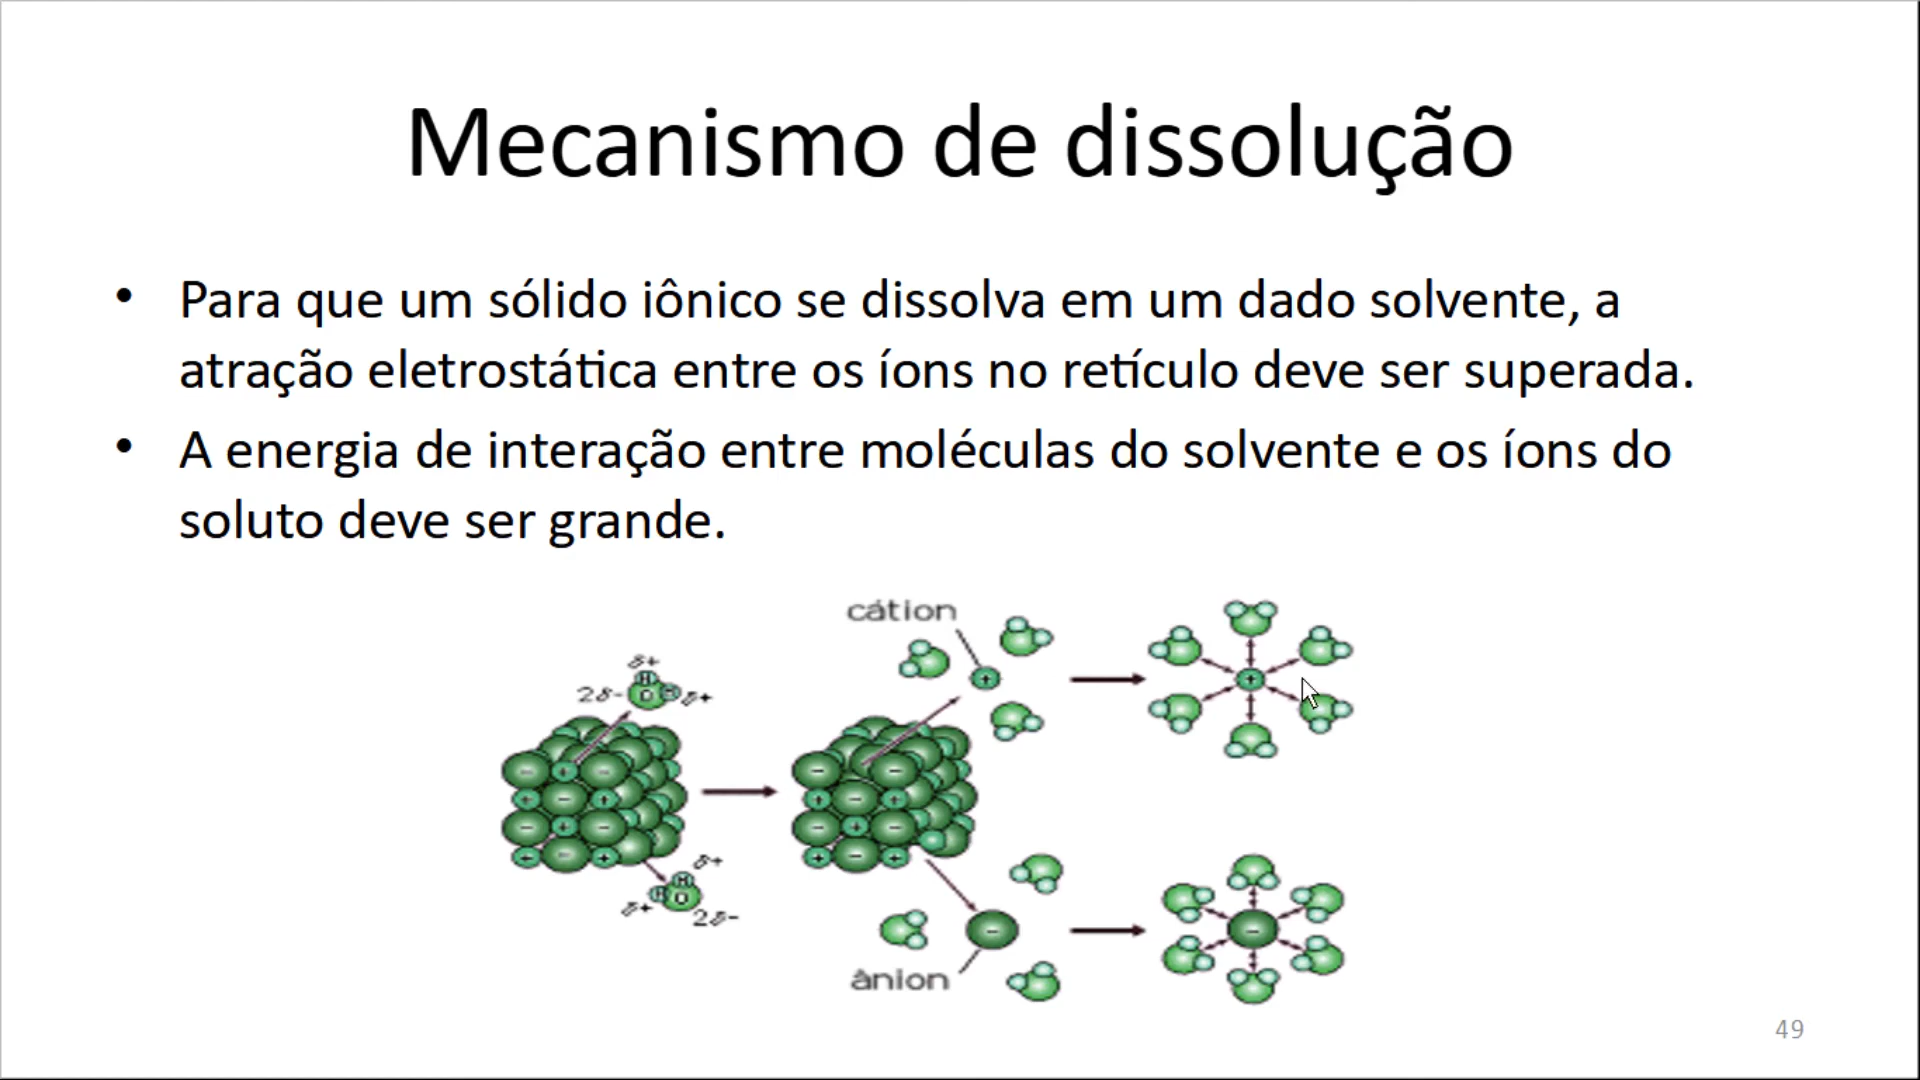 Mecanismo de dissolução
• Para que um sólido iônico se dissolva em um dado solvente, a
atração eletrostática entre os íons no retículo deve ser superada.
• A energia de interação entre moléculas do solvente e os íons do
soluto deve ser grande.
cátion
δ+
2δ- H O H δ+
+
- + -
+ - +
- + -
+ - +
- -
+ - +
- + -
+ - +
δ+
H H O
δ+ 2δ-
-
ânion
+
-
49